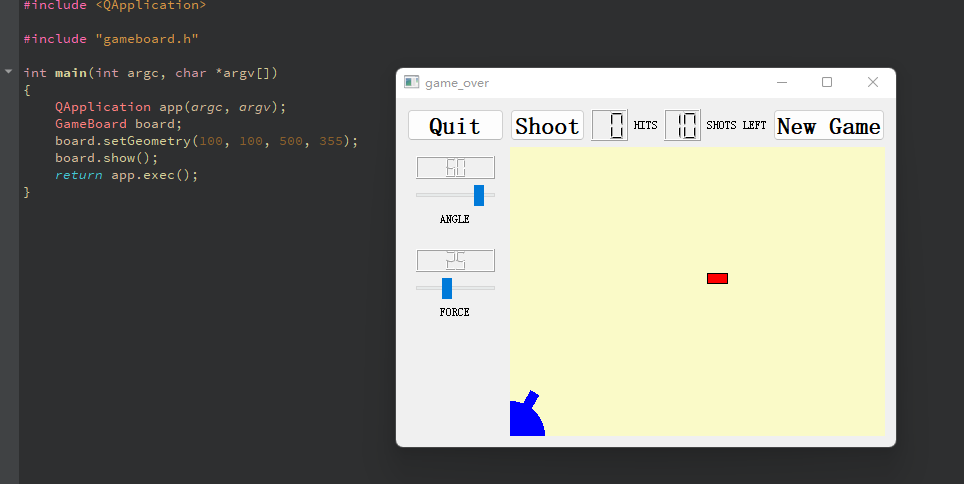 #include <QApplication>
#include "gameboard.h"
int main(int argc, char *argv[])
{
QApplication app(argc, argv);
GameBoard board;
board.setGeometry(100, 100, 500, 355);
board.show();
return app.exec();
}
game_over
Quit
Shoot
0
HITS
10
SHOTS LEFT
New Game
60
ANGLE
25
FORCE